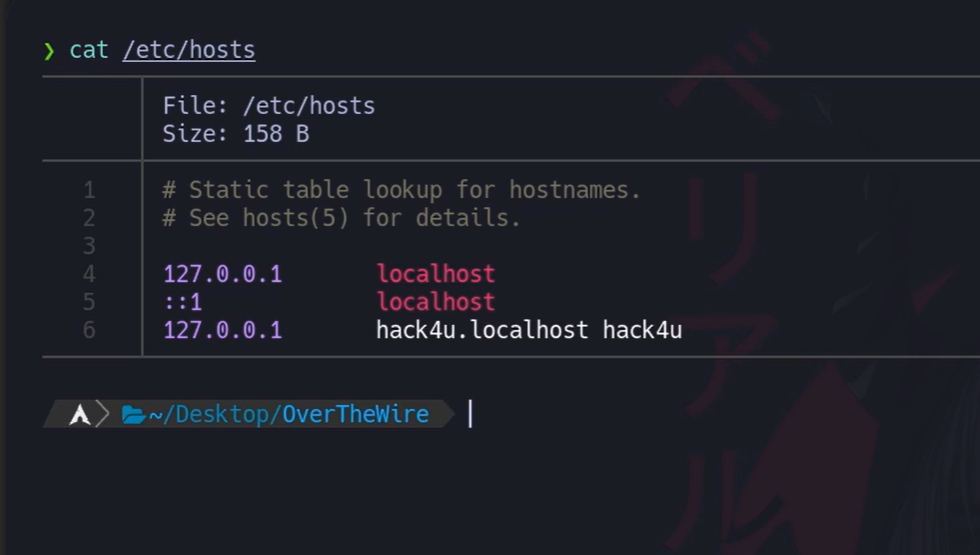 ❯ cat /etc/hosts
File: /etc/hosts
Size: 158 B
1 # Static table lookup for hostnames.
2 # See hosts(5) for details.
3
4 127.0.0.1 localhost
5 ::1 localhost
6 127.0.0.1 hack4u.localhost hack4u
~/Desktop/OverTheWire
ベリアル